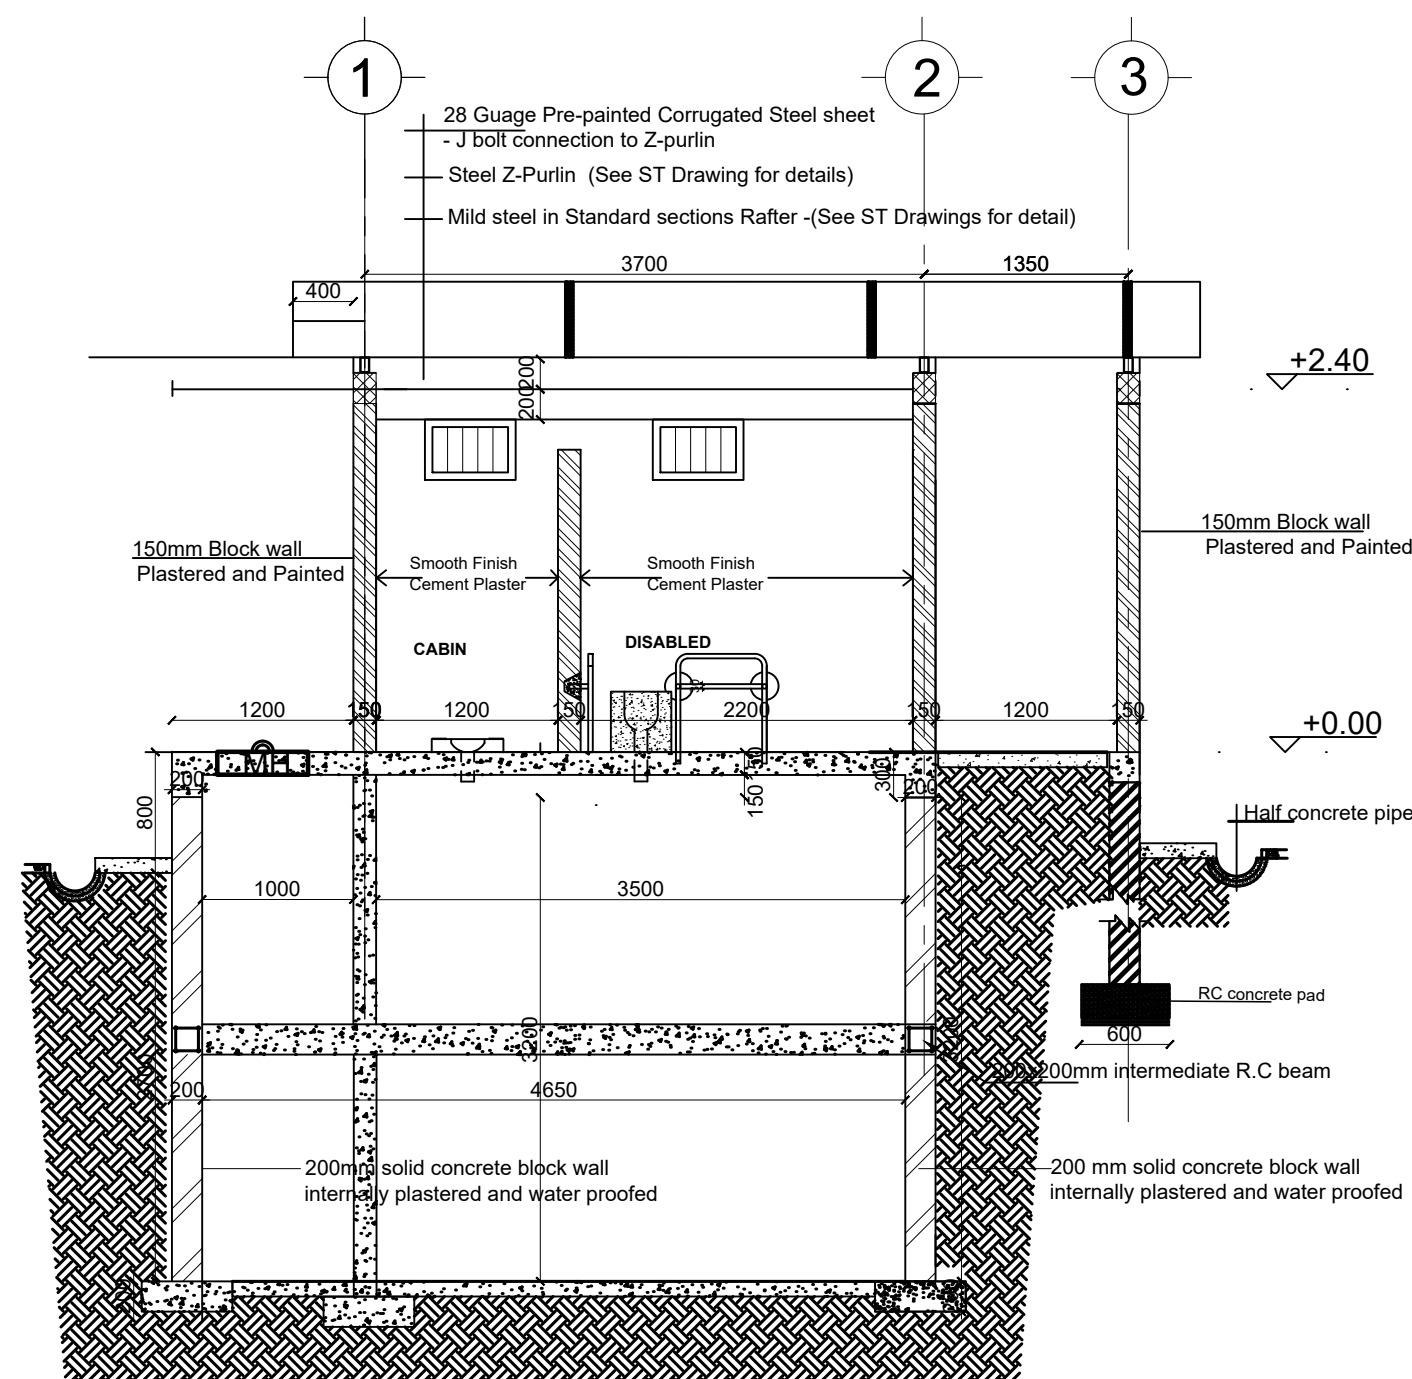 1
2
3
28 Guage Pre-painted Corrugated Steel sheet
- J bolt connection to Z-purlin
Steel Z-Purlin (See ST Drawing for details)
Mild steel in Standard sections Rafter -(See ST Drawings for detail)
3700
1350
400
+2.40
200
200
150mm Block wall
Plastered and Painted
Smooth Finish
Cement Plaster
Smooth Finish
Cement Plaster
150mm Block wall
Plastered and Painted
CABIN
DISABLED
50
1200
150
1200
150
2200
150
1200
150
+0.00
MH
200
800
150
150
300
200
Half concrete pipe
1000
3500
RC concrete pad
3200
600
200x200mm intermediate R.C beam
200
4650
200mm solid concrete block wall
internally plastered and water proofed
200 mm solid concrete block wall
internally plastered and water proofed
200